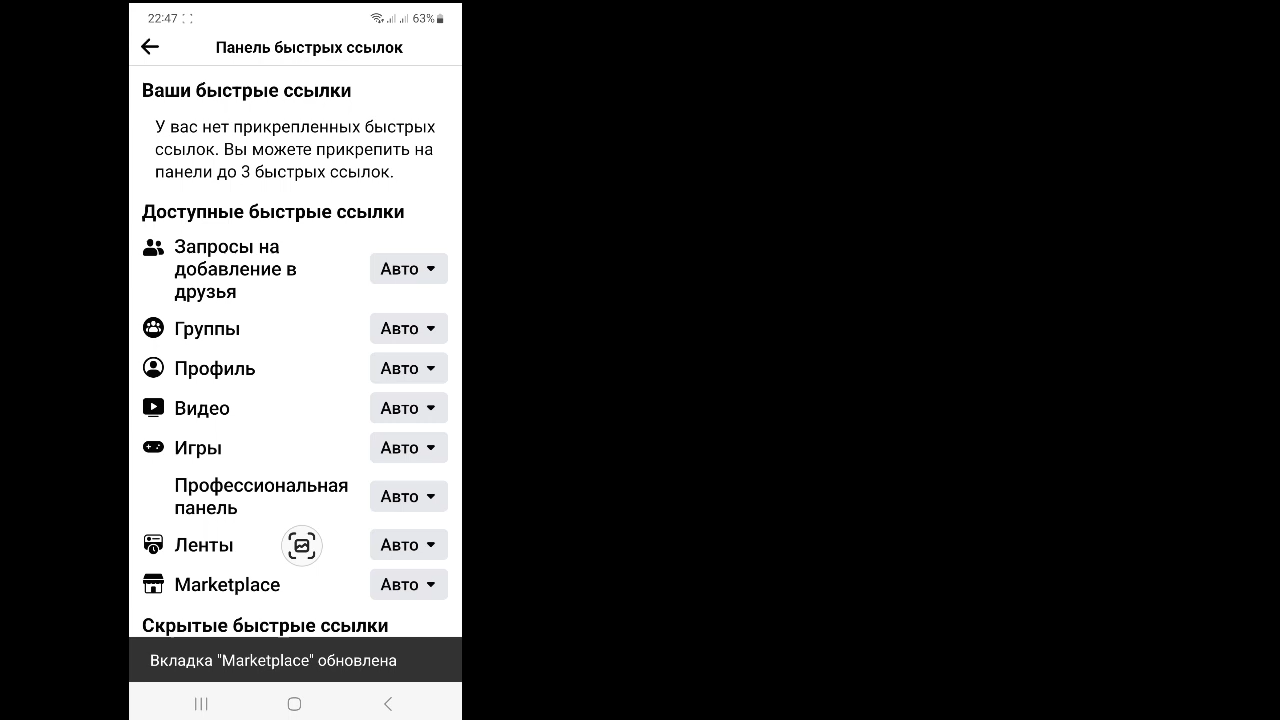 22:47
63%
Панель быстрых ссылок
Ваши быстрые ссылки
У вас нет прикрепленных быстрых
ссылок. Вы можете прикрепить на
панели до 3 быстрых ссылок.
Доступные быстрые ссылки
Запросы на
добавление в
друзья
Авто
Группы
Авто
Профиль
Авто
Видео
Авто
Игры
Авто
Профессиональная
панель
Авто
Ленты
Авто
Marketplace
Авто
Скрытые быстрые ссылки
Вкладка "Marketplace" обновлена